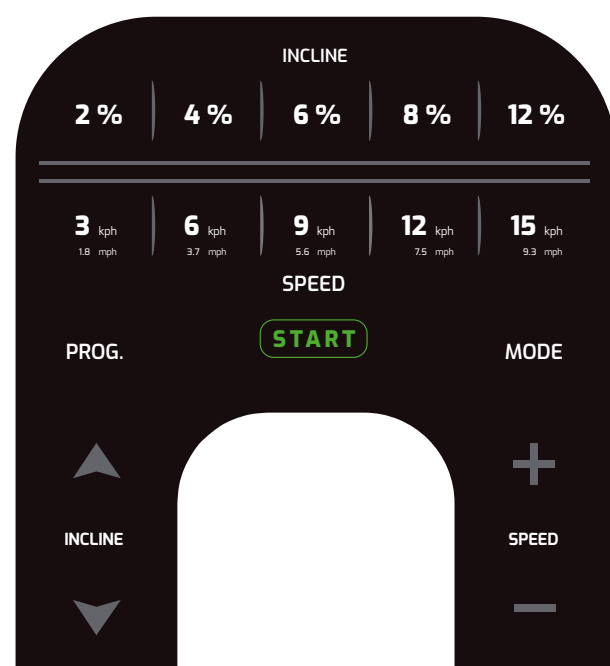 INCLINE
2 % 4 % 6 % 8 % 12 %
3 kph 6 kph 9 kph 12 kph 15 kph
1.8 mph 3.7 mph 5.6 mph 7.5 mph 9.3 mph
SPEED
START
PROG. MODE
+
INCLINE SPEED
−